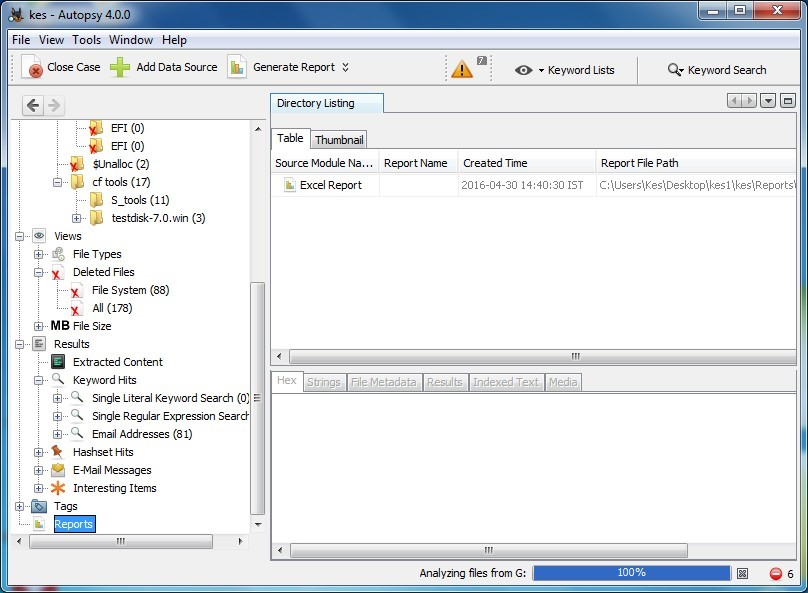 kes - Autopsy 4.0.0
File View Tools Window Help
Close Case Add Data Source Generate Report 7 Keyword Lists Keyword Search
EFI (0)
EFI (0)
$Unalloc (2)
cf tools (17)
S_tools (11)
testdisk-7.0.win (3)
Views
File Types
Deleted Files
File System (88)
All (178)
MB File Size
Results
Extracted Content
Keyword Hits
Single Literal Keyword Search (0)
Single Regular Expression Search
Email Addresses (81)
Hashset Hits
E-Mail Messages
Interesting Items
Tags
Reports
Directory Listing
Table Thumbnail
Source Module Na... Report Name Created Time Report File Path
Excel Report 2016-04-30 14:40:30 IST C:\Users\Kes\Desktop\kes1\kes\Reports\
Hex Strings File Metadata Results Indexed Text Media
Analyzing files from G: 100% 6